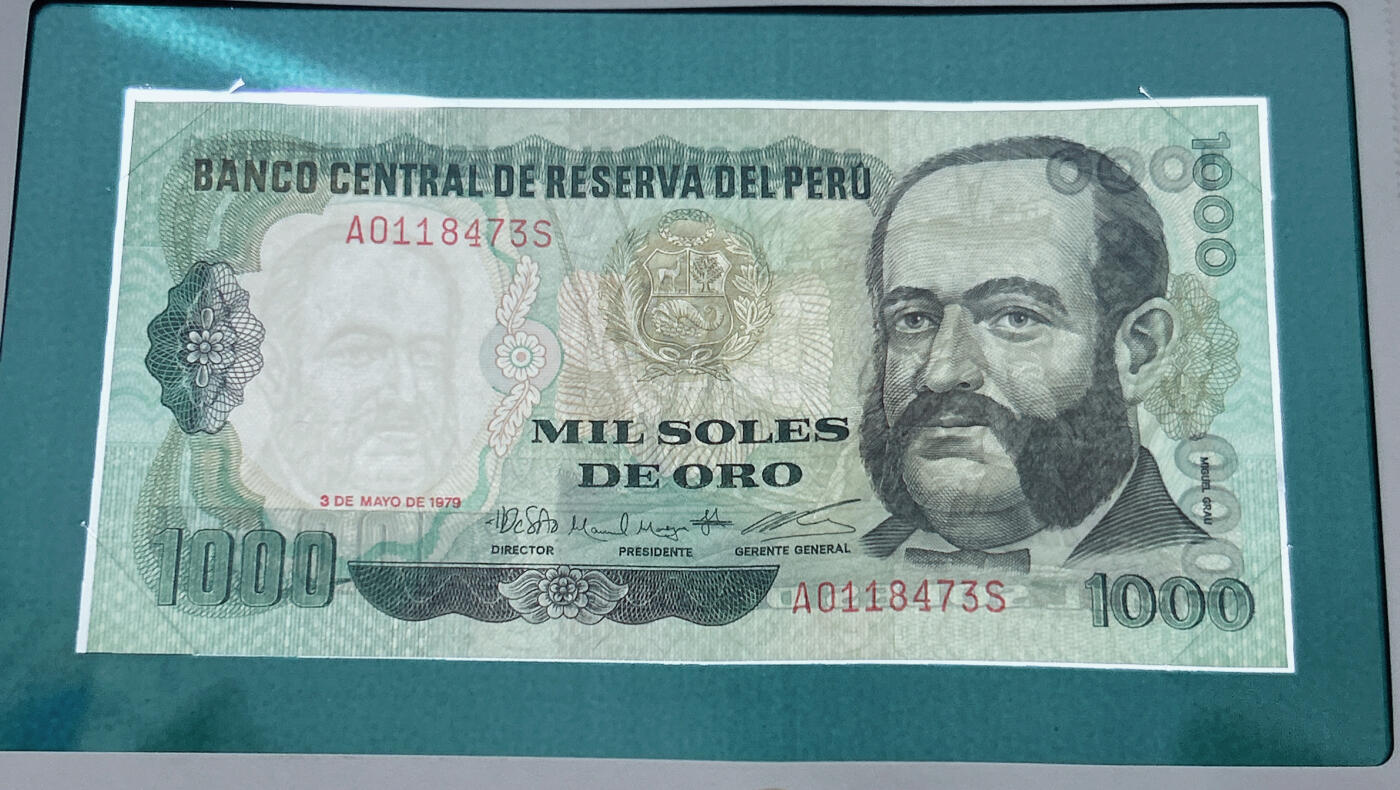 BANCO CENTRAL DE RESERVA DEL PERÚ
1000
A0118473S
MIL SOLES
DE ORO
3 DE MAYO DE 1979
MIGUEL GRAU
DIRECTOR PRESIDENTE GERENTE GENERAL
1000
A0118473S
1000